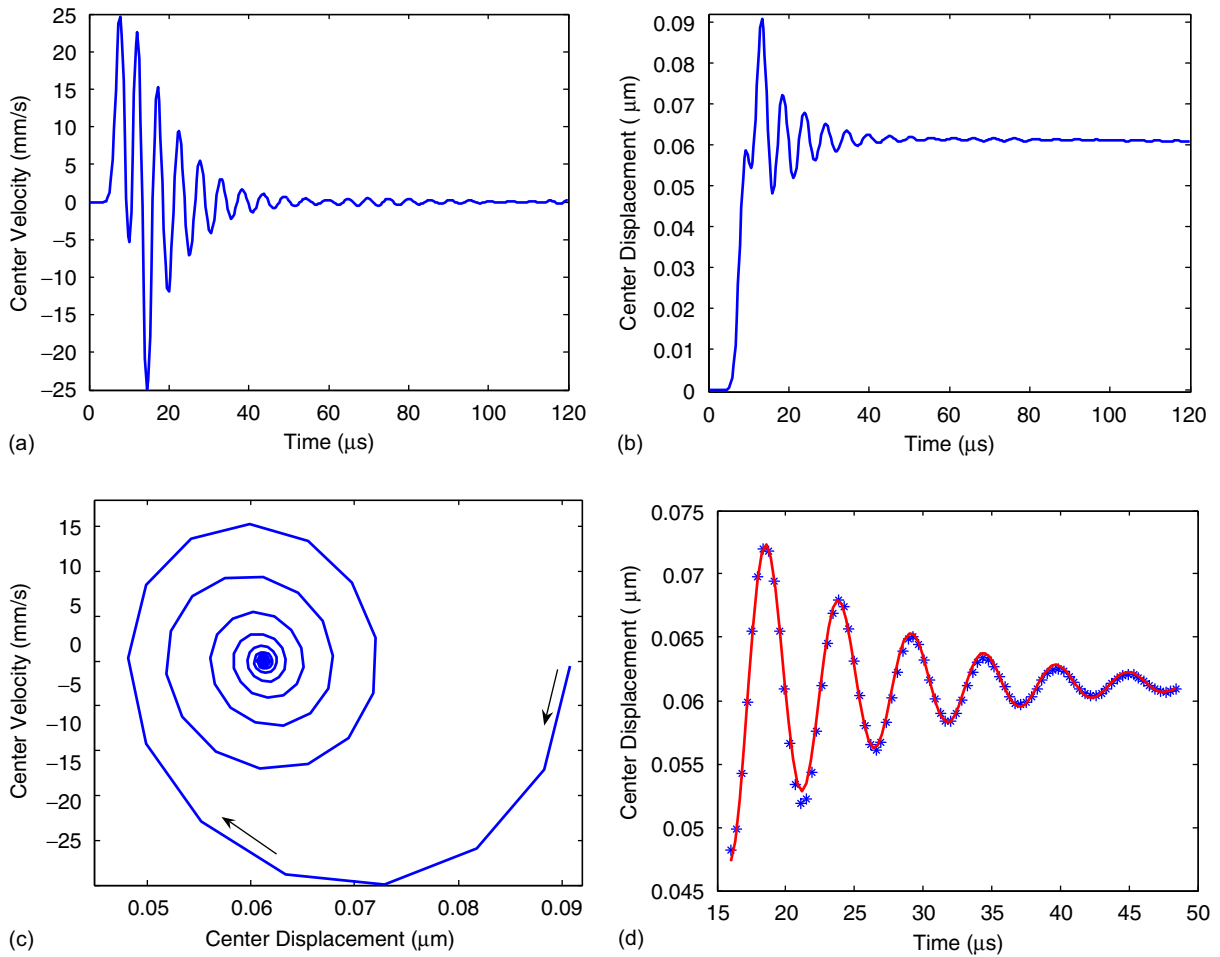 25
20
15
10
5
0
−5
−10
−15
−20
−25
Center Velocity (mm/s)
0 20 40 60 80 100 120
Time (μs)
(a)
0.09
0.08
0.07
0.06
0.05
0.04
0.03
0.02
0.01
0
Center Displacement ( μm)
0 20 40 60 80 100 120
Time (μs)
(b)
15
10
5
0
−5
−10
−15
−20
−25
Center Velocity (mm/s)
0.05 0.06 0.07 0.08 0.09
Center Displacement (μm)
(c)
0.075
0.07
0.065
0.06
0.055
0.05
0.045
Center Displacement ( μm)
15 20 25 30 35 40 45 50
Time (μs)
(d)